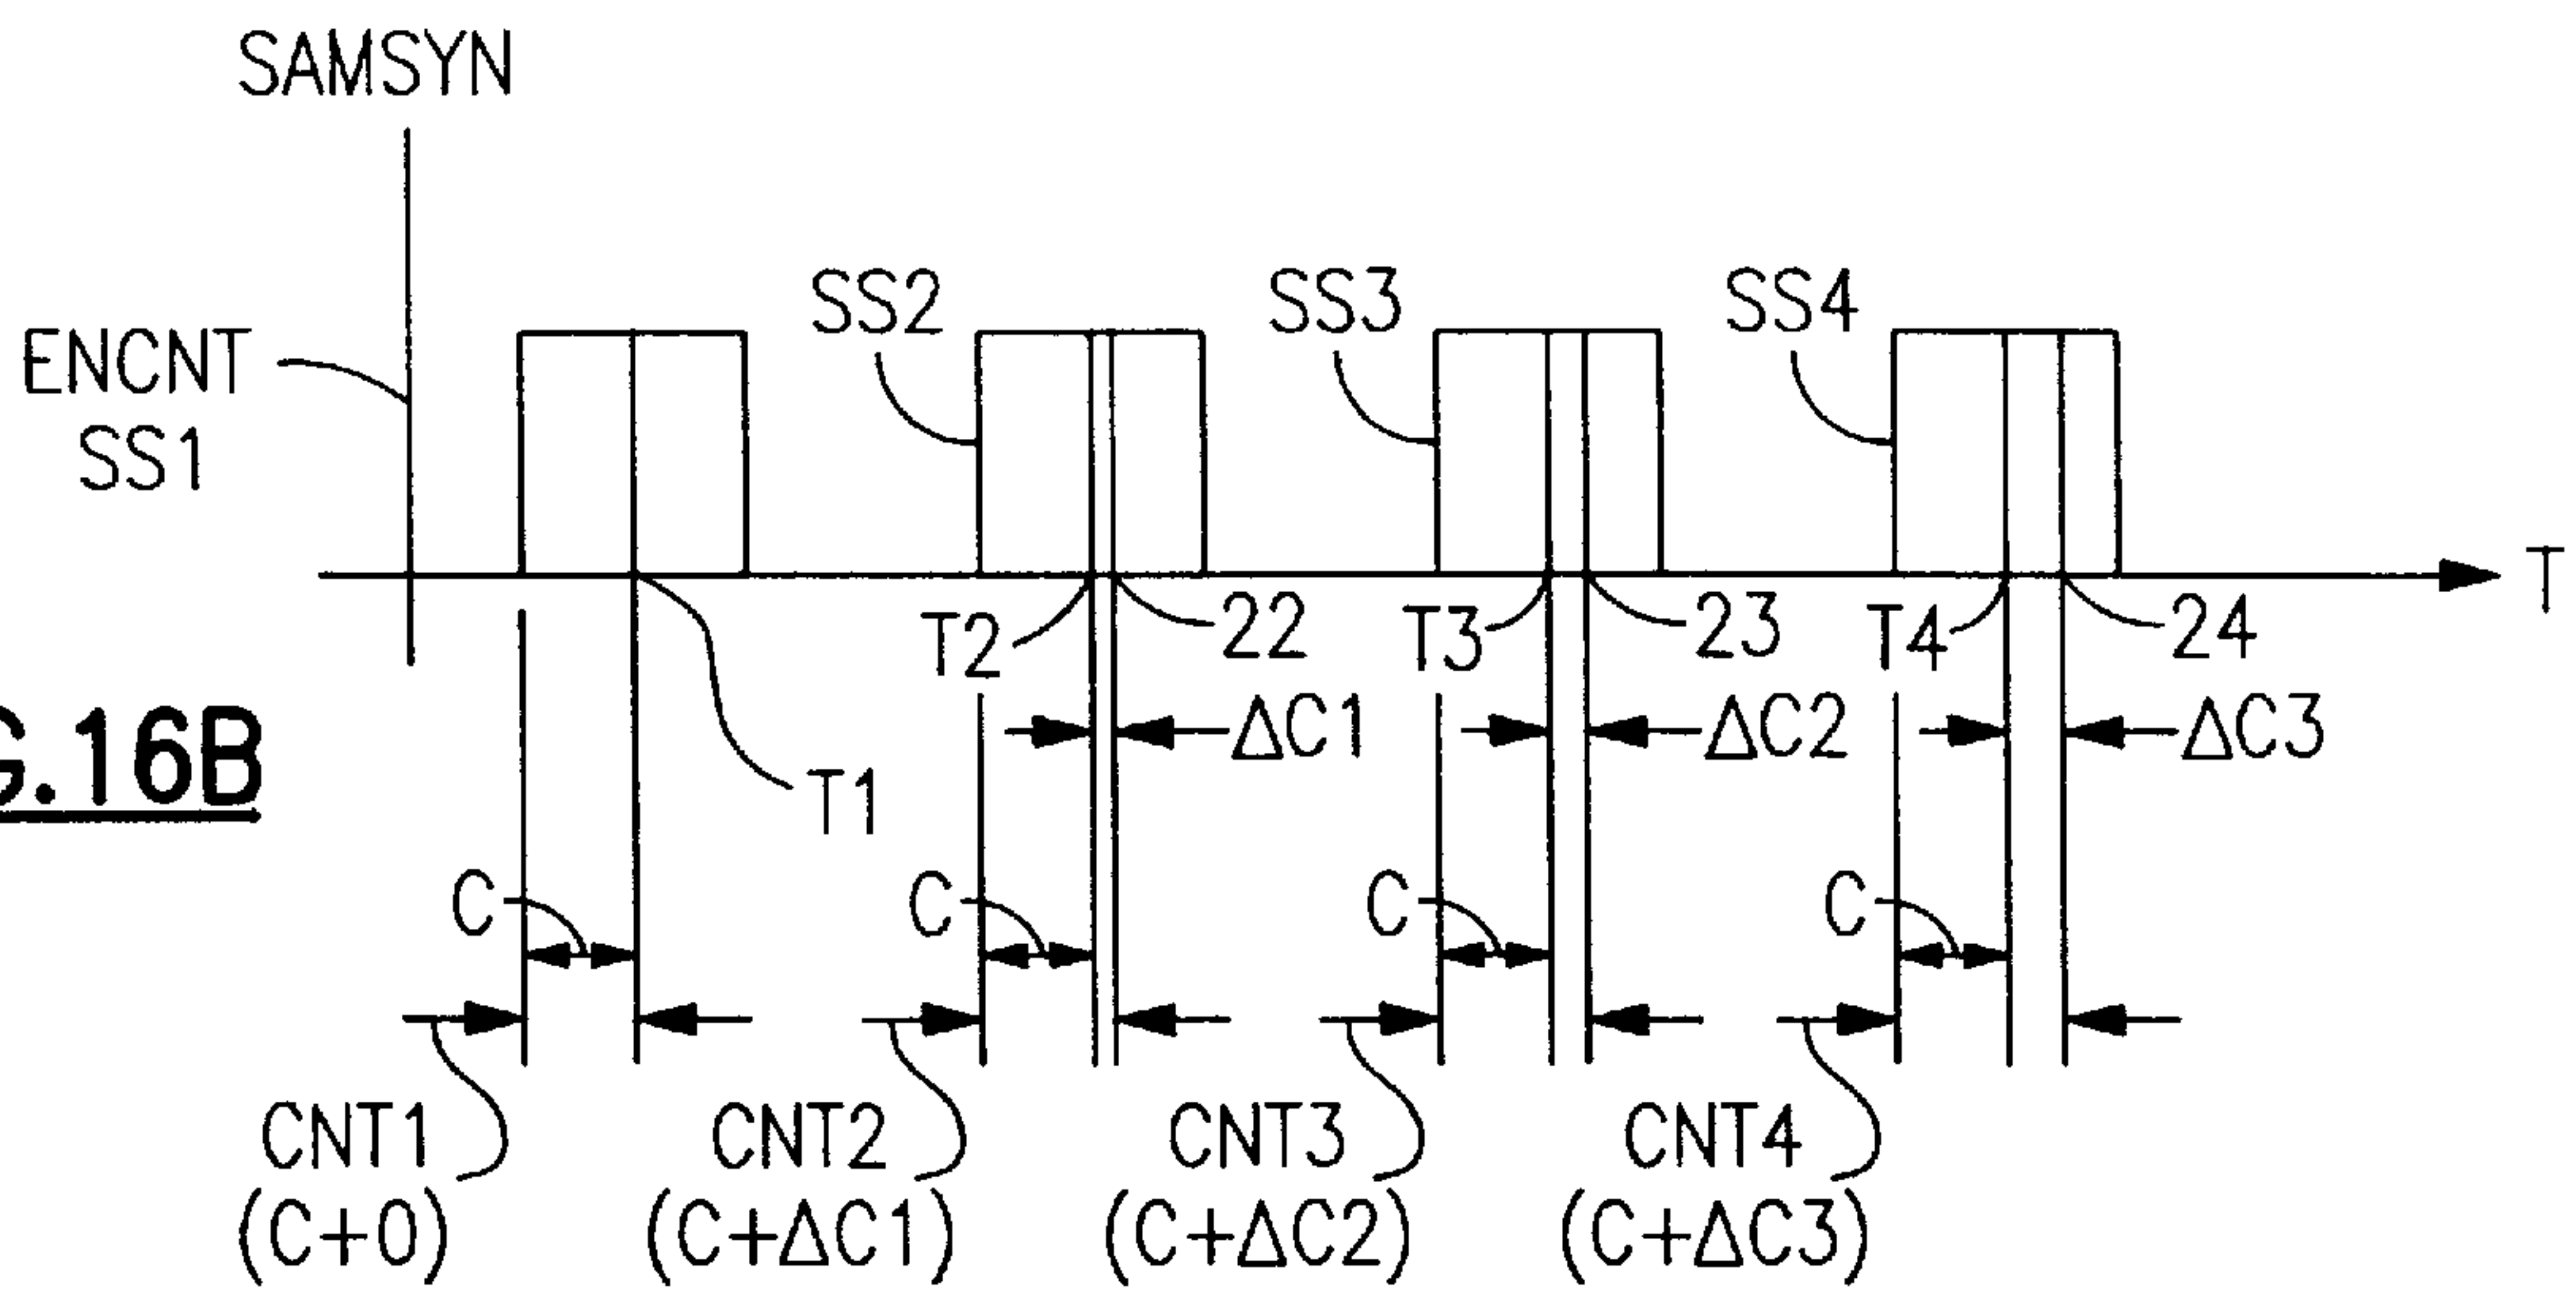 SAMSYN
ENCNT
SS1
SS2
SS3
SS4
T
T2
22
T3
23
T4
24
ΔC1
ΔC2
ΔC3
G.16B
T1
C
C
C
C
CNT1
(C+0)
CNT2
(C+ΔC1)
CNT3
(C+ΔC2)
CNT4
(C+ΔC3)